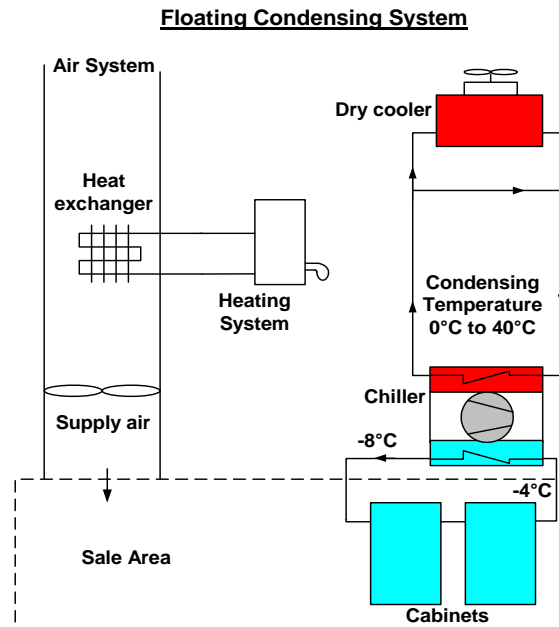 Floating Condensing System
Air System
Dry cooler
Heat
exchanger
Heating
System
Condensing
Temperature
0°C to 40°C
Chiller
Supply air
-8°C
-4°C
Sale Area
Cabinets